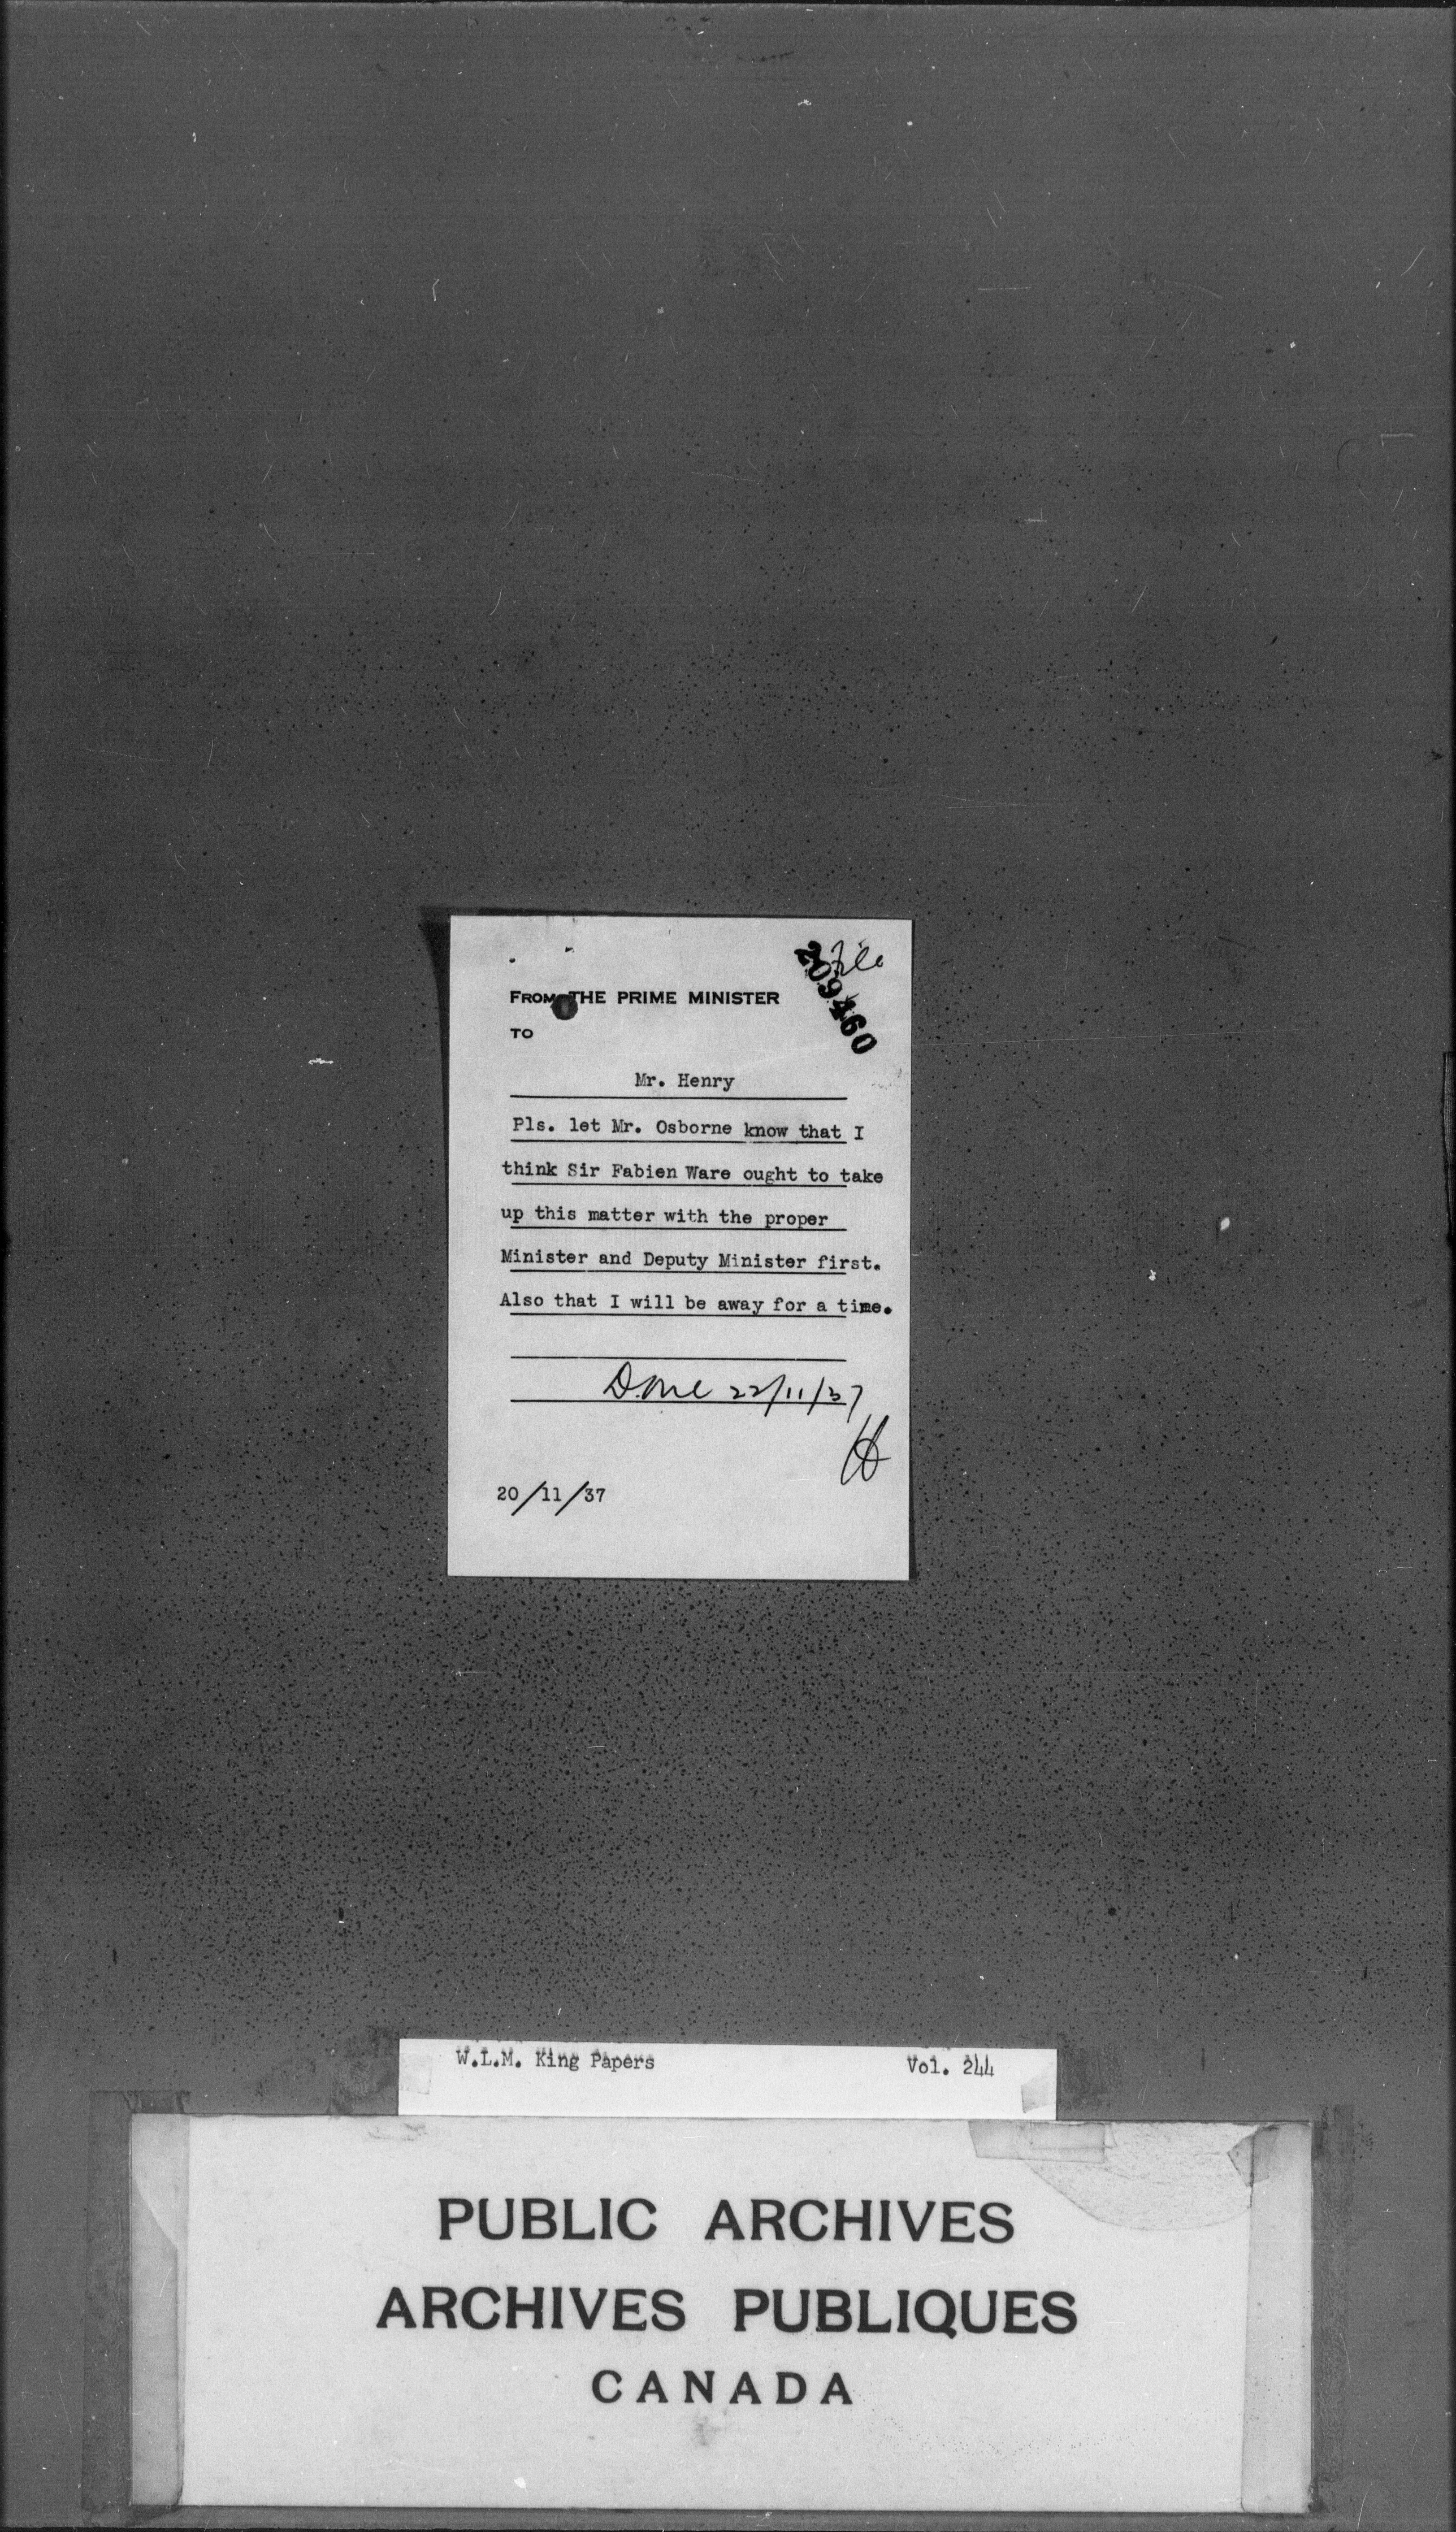 File
209460
FROM THE PRIME MINISTER
TO
Mr. Henry
Pls. let Mr. Osborne know that I
think Sir Fabien Ware ought to take
up this matter with the proper
Minister and Deputy Minister first.
Also that I will be away for a time.
Done 22/11/37
H
20/11/37
W.L.M. King Papers Vol. 244
PUBLIC ARCHIVES
ARCHIVES PUBLIQUES
CANADA